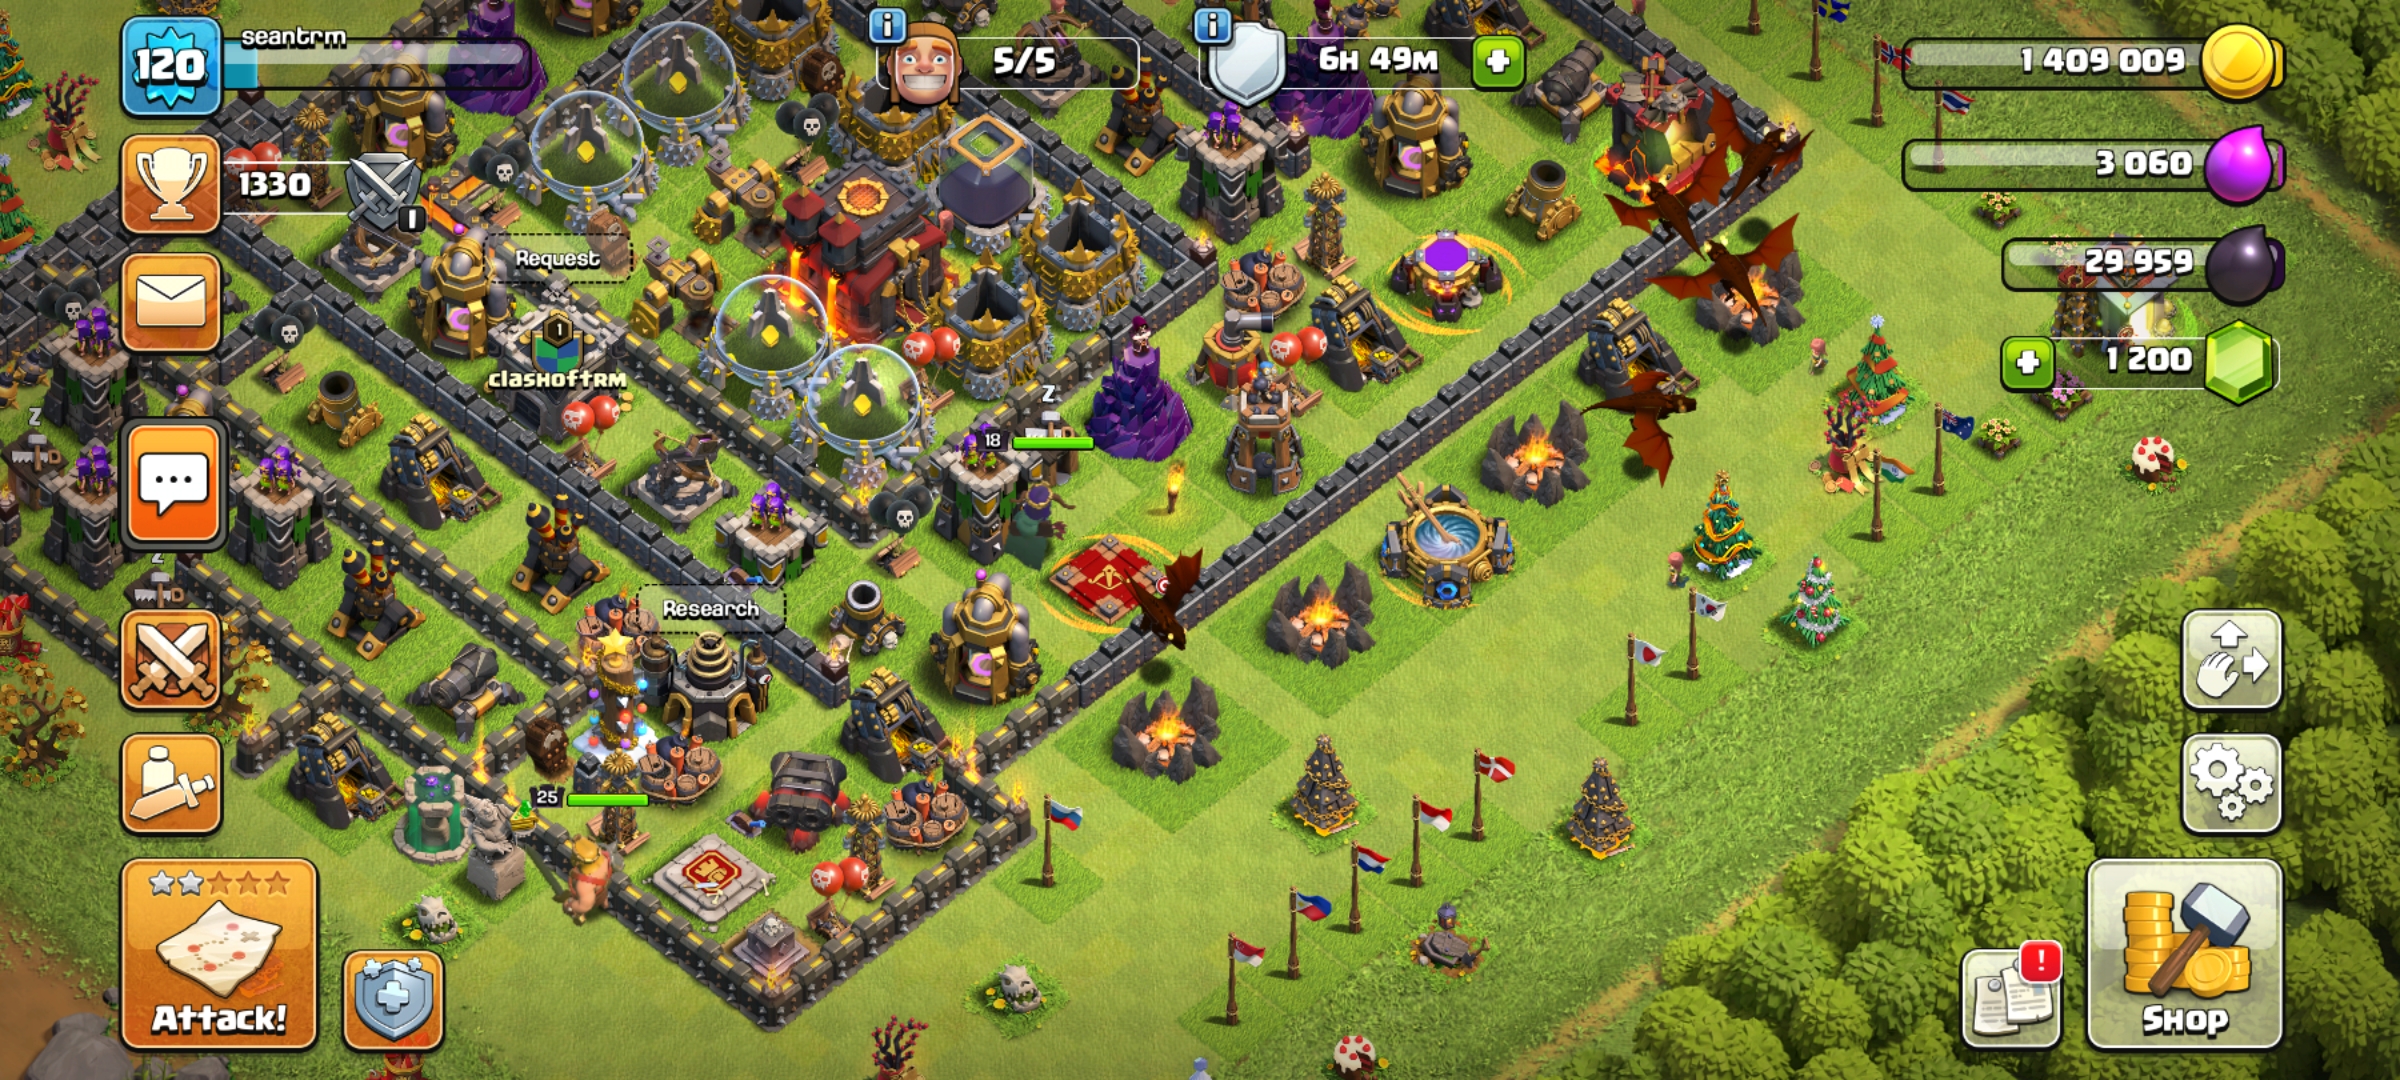 120
seantrm
5/5
6H 49M
1 409 009
1330
I
3 060
Request
29 959
1
clashoftRM
1 200
Z
Z
18
Z
Research
25
Attack!
!
Shop